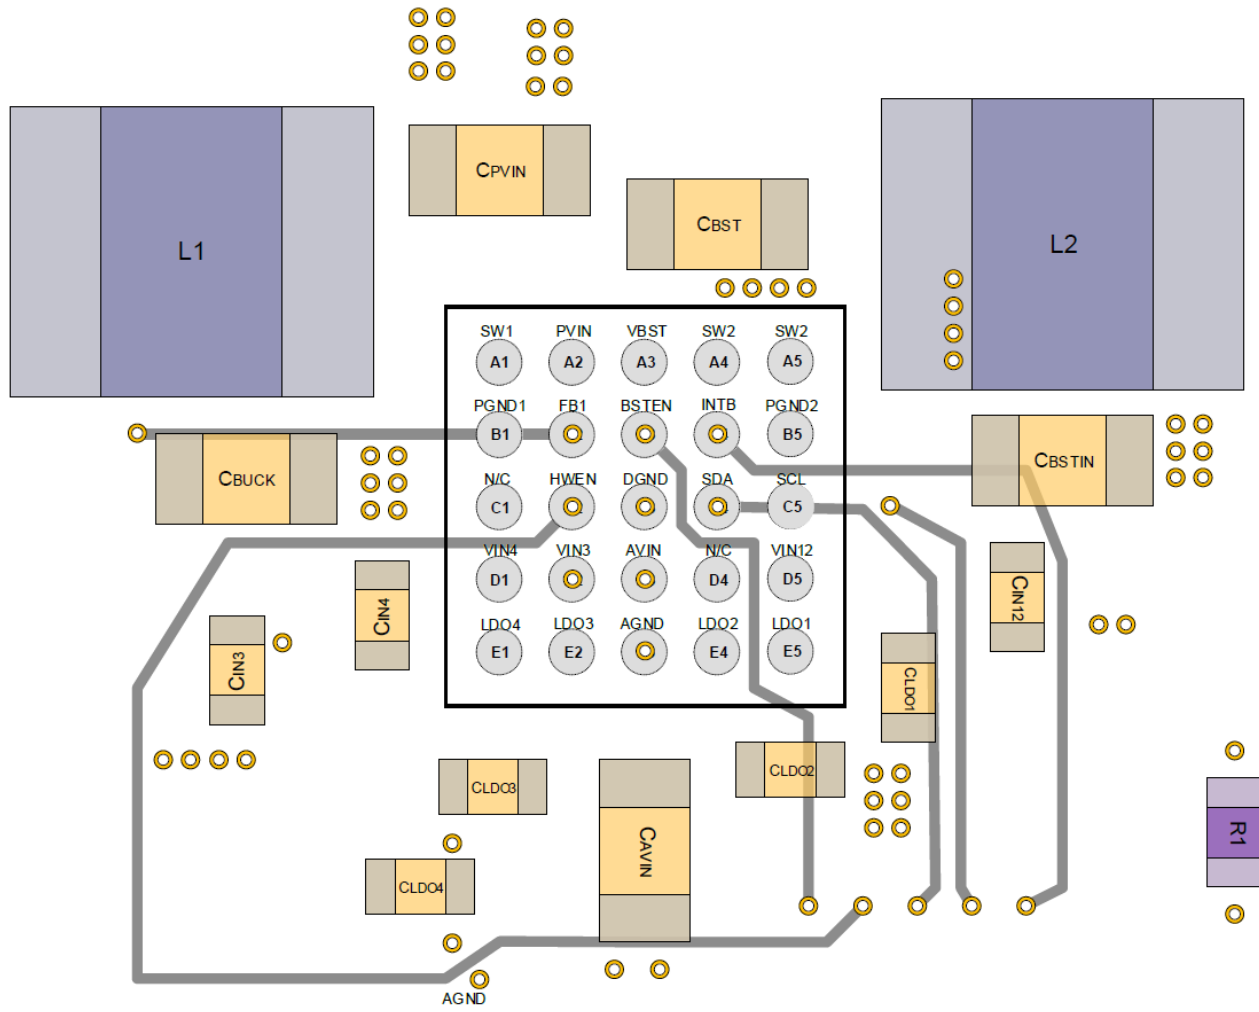 CPVIN
CBST
L1
L2
SW1 PVIN VBST SW2 SW2
A1 A2 A3 A4 A5
PGND1 FB1 BSTEN INTB PGND2
B1 B5
CBUCK
CBSTIN
N/C HWEN DGND SDA SCL
C1 C5
VIN4 VIN3 AVIN N/C VIN12
D1 D4 D5
CIN4
CIN12
LDO4 LDO3 AGND LDO2 LDO1
E1 E2 E4 E5
CIN3
CLDO1
CLDO3
CLDO2
CAVIN
R1
CLDO4
AGND